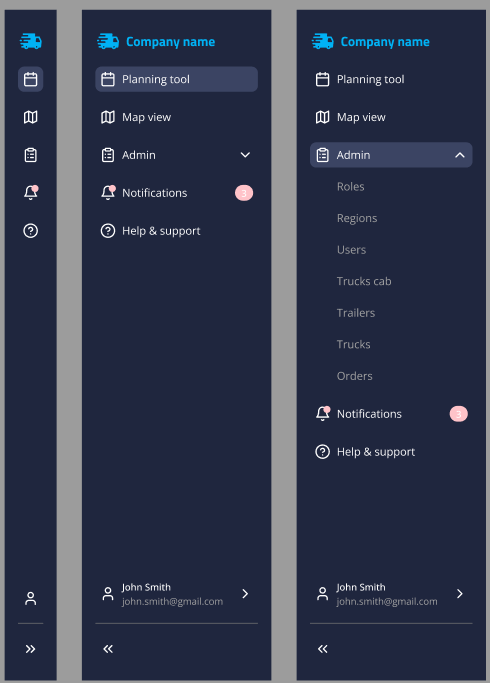 Company name
Planning tool
Map view
Admin
Notifications
3
Help & support
John Smith
john.smith@gmail.com
Company name
Planning tool
Map view
Admin
Roles
Regions
Users
Trucks cab
Trailers
Trucks
Orders
Notifications
3
Help & support
John Smith
john.smith@gmail.com